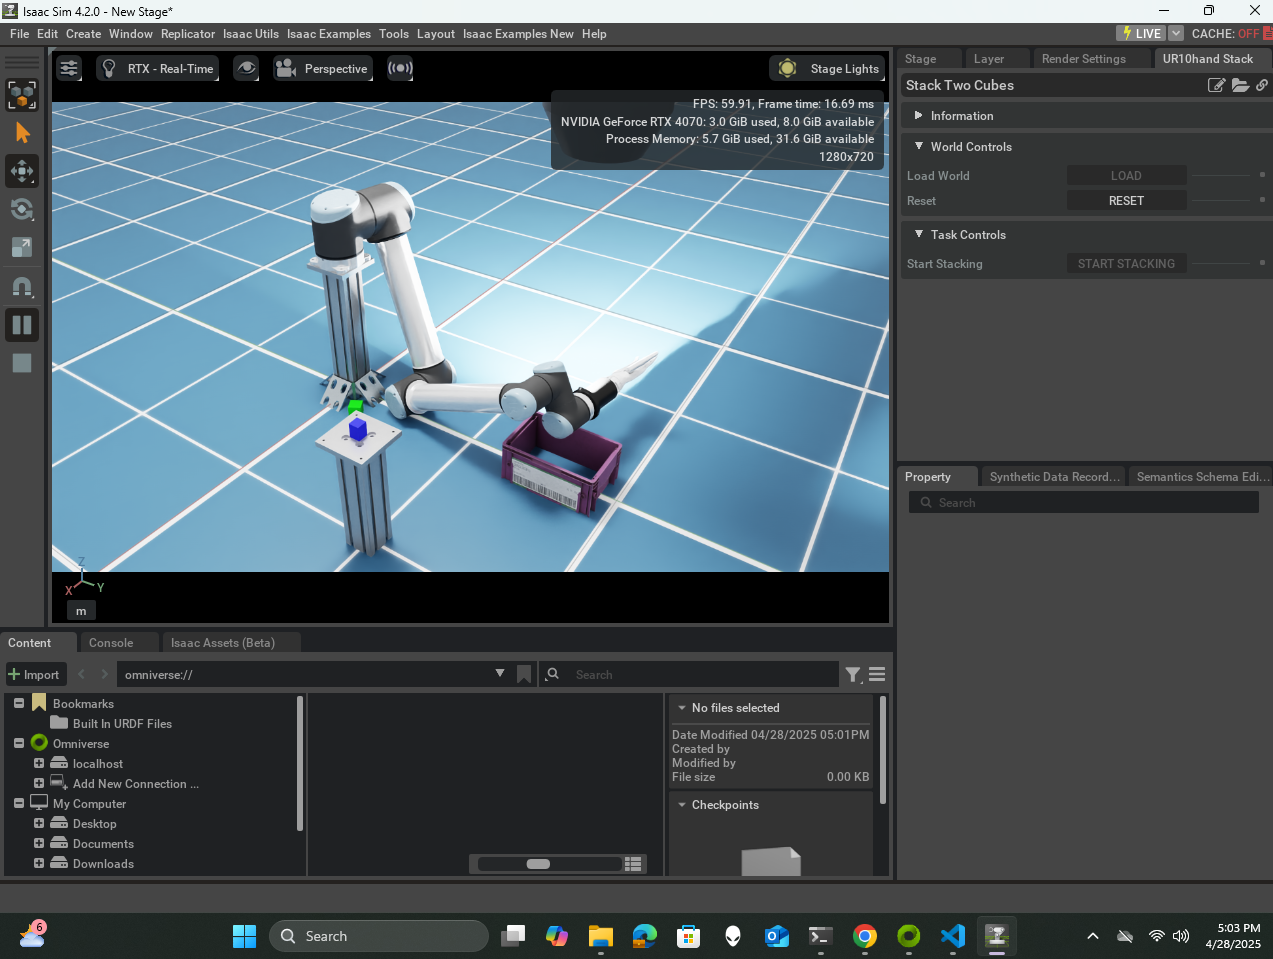 Isaac Sim 4.2.0 - New Stage*
File Edit Create Window Replicator Isaac Utils Isaac Examples Tools Layout Isaac Examples New Help
LIVE CACHE: OFF
RTX - Real-Time
Perspective
Stage Lights
FPS: 59.91, Frame time: 16.69 ms
NVIDIA GeForce RTX 4070: 3.0 GiB used, 8.0 GiB available
Process Memory: 5.7 GiB used, 31.6 GiB available
1280x720
Z
X Y
m
Stage Layer Render Settings UR10hand Stack
Stack Two Cubes
Information
World Controls
Load World LOAD
Reset RESET
Task Controls
Start Stacking START STACKING
Property Synthetic Data Record... Semantics Schema Edi...
Search
Content Console Isaac Assets (Beta)
Import omniverse:// Search
Bookmarks
Built In URDF Files
Omniverse
localhost
Add New Connection ...
My Computer
Desktop
Documents
Downloads
No files selected
Date Modified 04/28/2025 05:01PM
Created by
Modified by
File size 0.00 KB
Checkpoints
6
Search
5:03 PM
4/28/2025